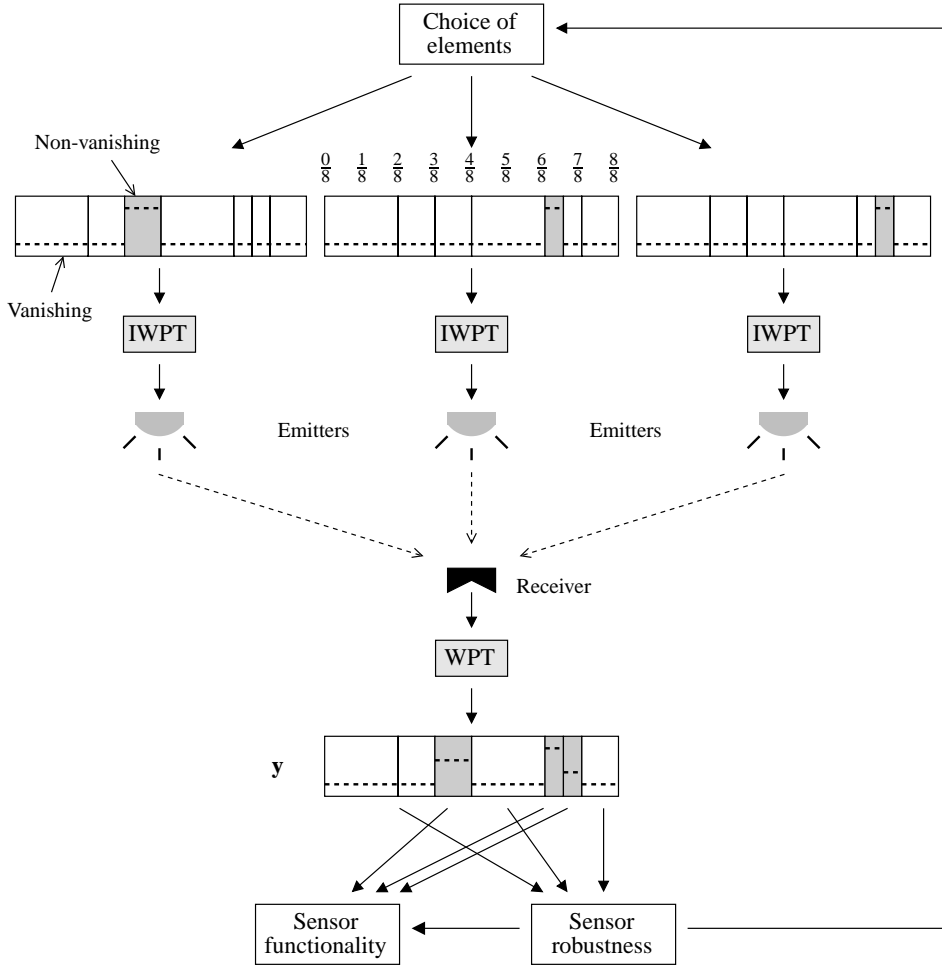 Choice of
elements
Non-vanishing
0/8 1/8 2/8 3/8 4/8 5/8 6/8 7/8 8/8
Vanishing
IWPT IWPT IWPT
Emitters Emitters
Receiver
WPT
y
Sensor
functionality
Sensor
robustness